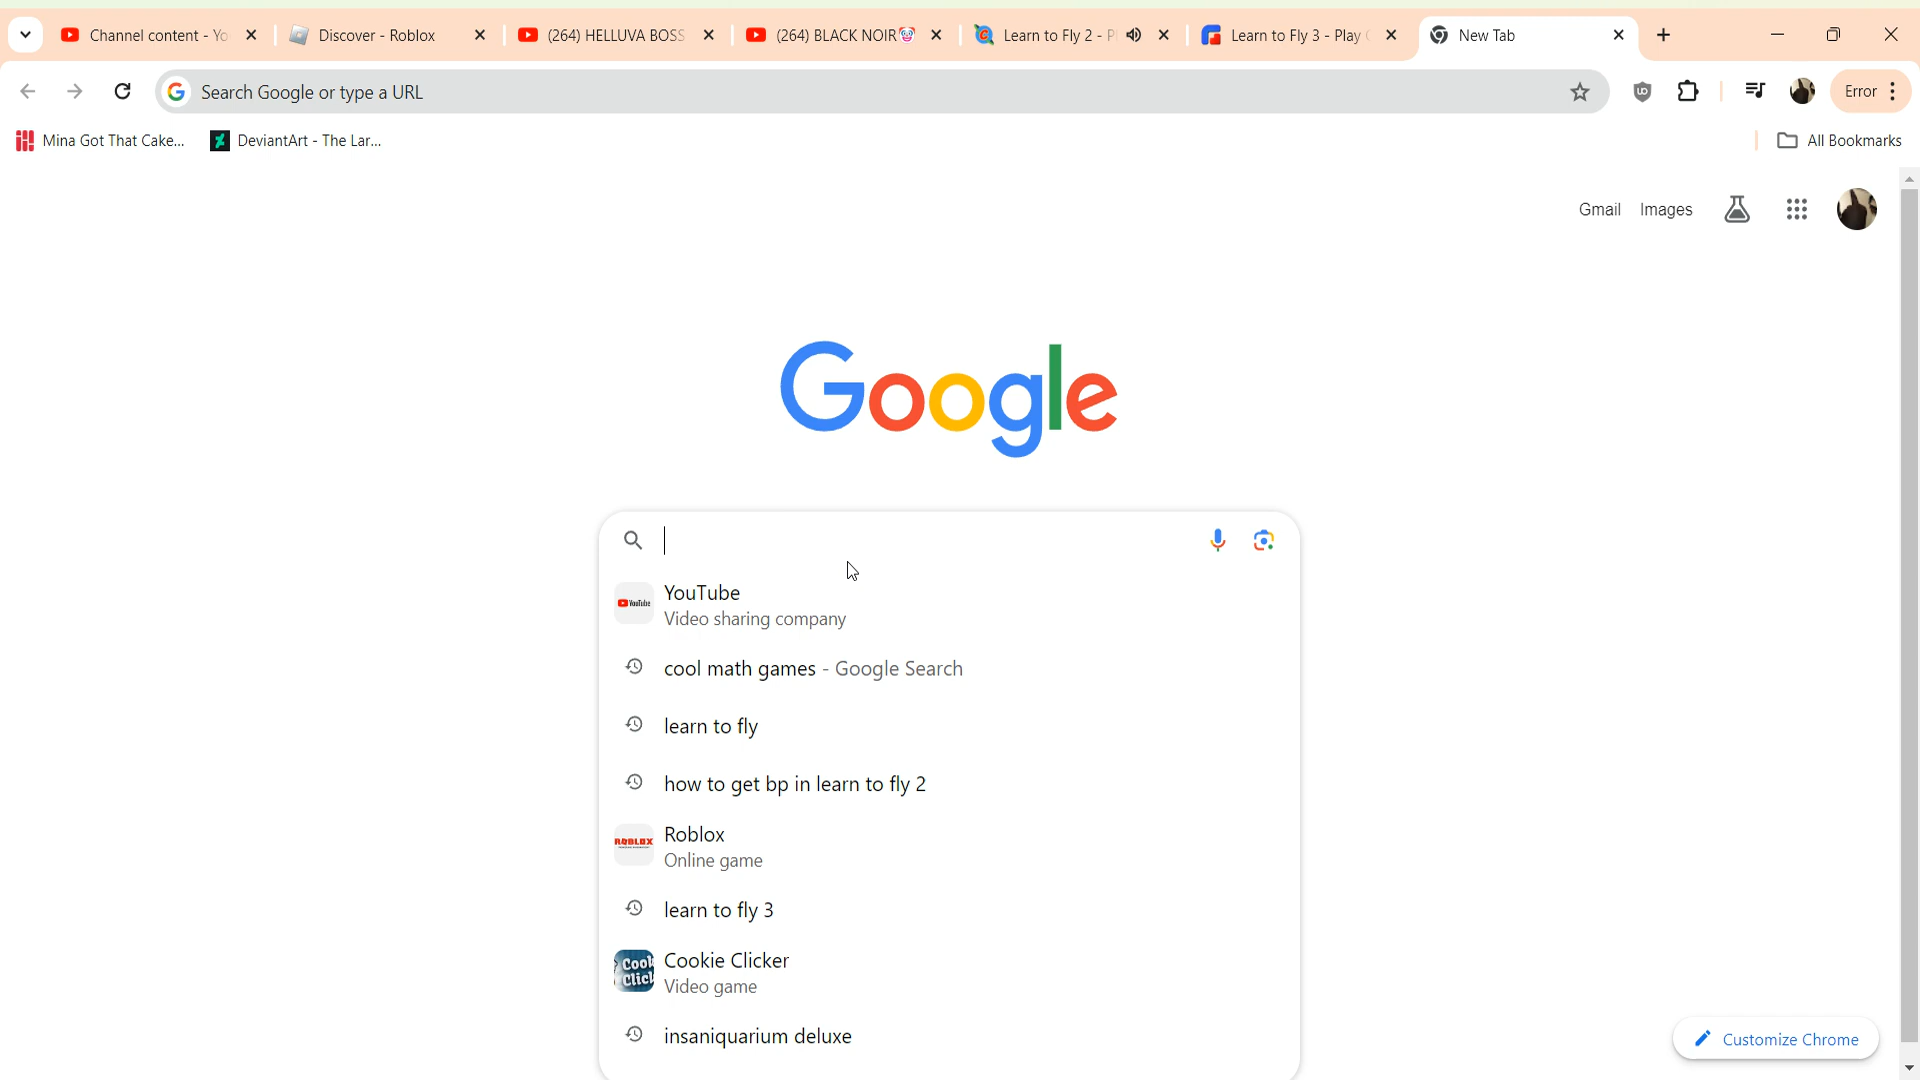 Channel content - Yo
Discover - Roblox
(264) HELLUVA BOSS
(264) BLACK NOIR🤡
Learn to Fly 2 - Pl
Learn to Fly 3 - Play C
New Tab
Search Google or type a URL
Error
Mina Got That Cake...
DeviantArt - The Lar...
All Bookmarks
Gmail Images
Google
YouTube
YouTube
Video sharing company
cool math games - Google Search
learn to fly
how to get bp in learn to fly 2
ROBLOX
Roblox
Online game
learn to fly 3
Cookie Clicker
Video game
insaniquarium deluxe
Customize Chrome